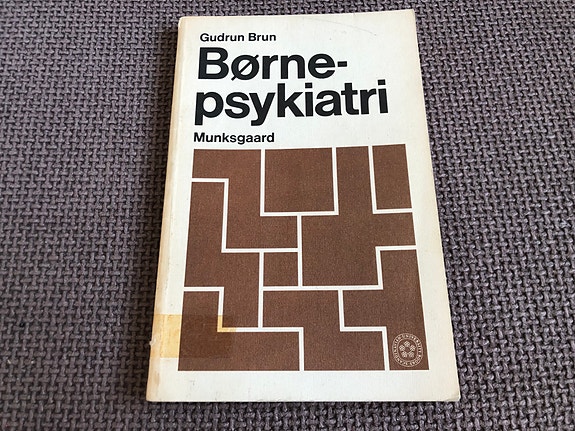 Gudrun Brun
Børne-
psykiatri
Munksgaard